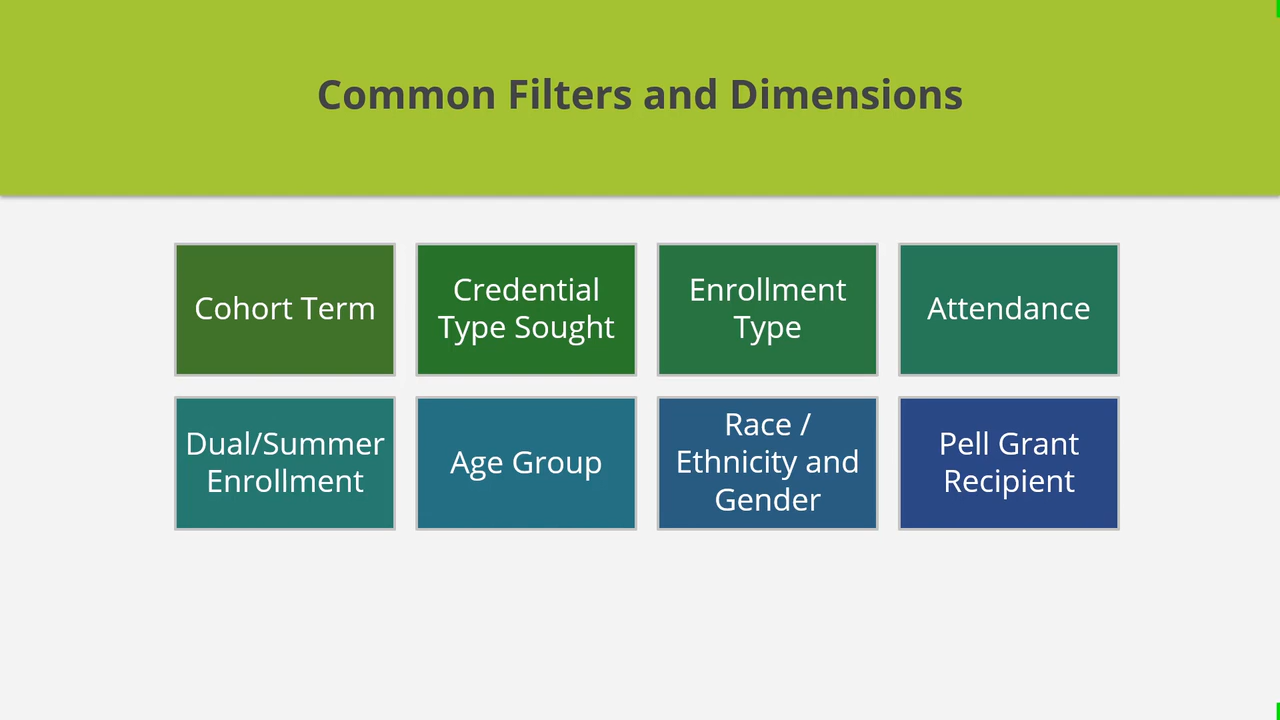 Common Filters and Dimensions
Cohort Term
Credential
Type Sought
Enrollment
Type
Attendance
Dual/Summer
Enrollment
Age Group
Race /
Ethnicity and
Gender
Pell Grant
Recipient